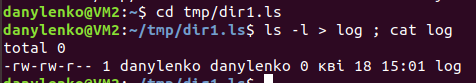 danylenko@VM2:~$ cd tmp/dir1.ls
danylenko@VM2:~/tmp/dir1.ls$ ls -l > log ; cat log
total 0
-rw-rw-r-- 1 danylenko danylenko 0 кві 18 15:01 log
danylenko@VM2:~/tmp/dir1.ls$